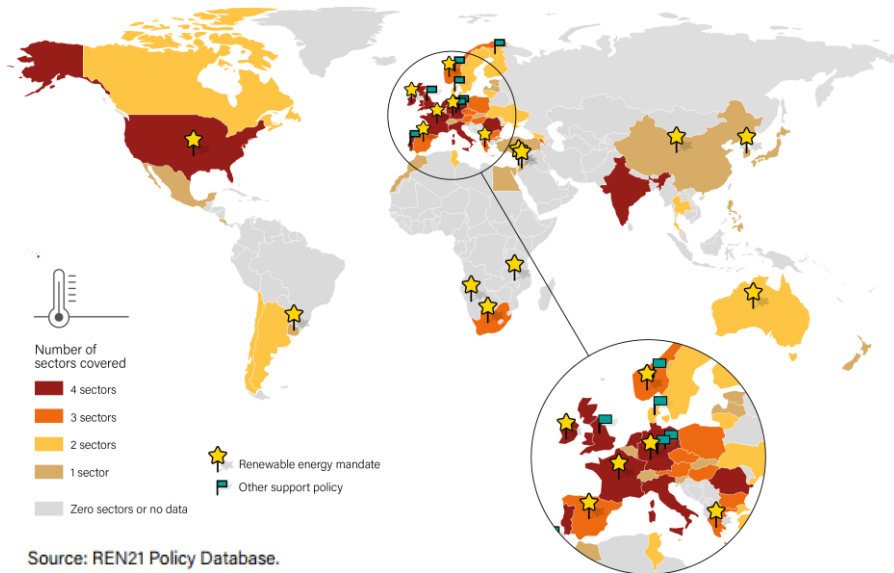 Number of
sectors covered
4 sectors
3 sectors
2 sectors
1 sector
Zero sectors or no data
Renewable energy mandate
Other support policy
Source: REN21 Policy Database.